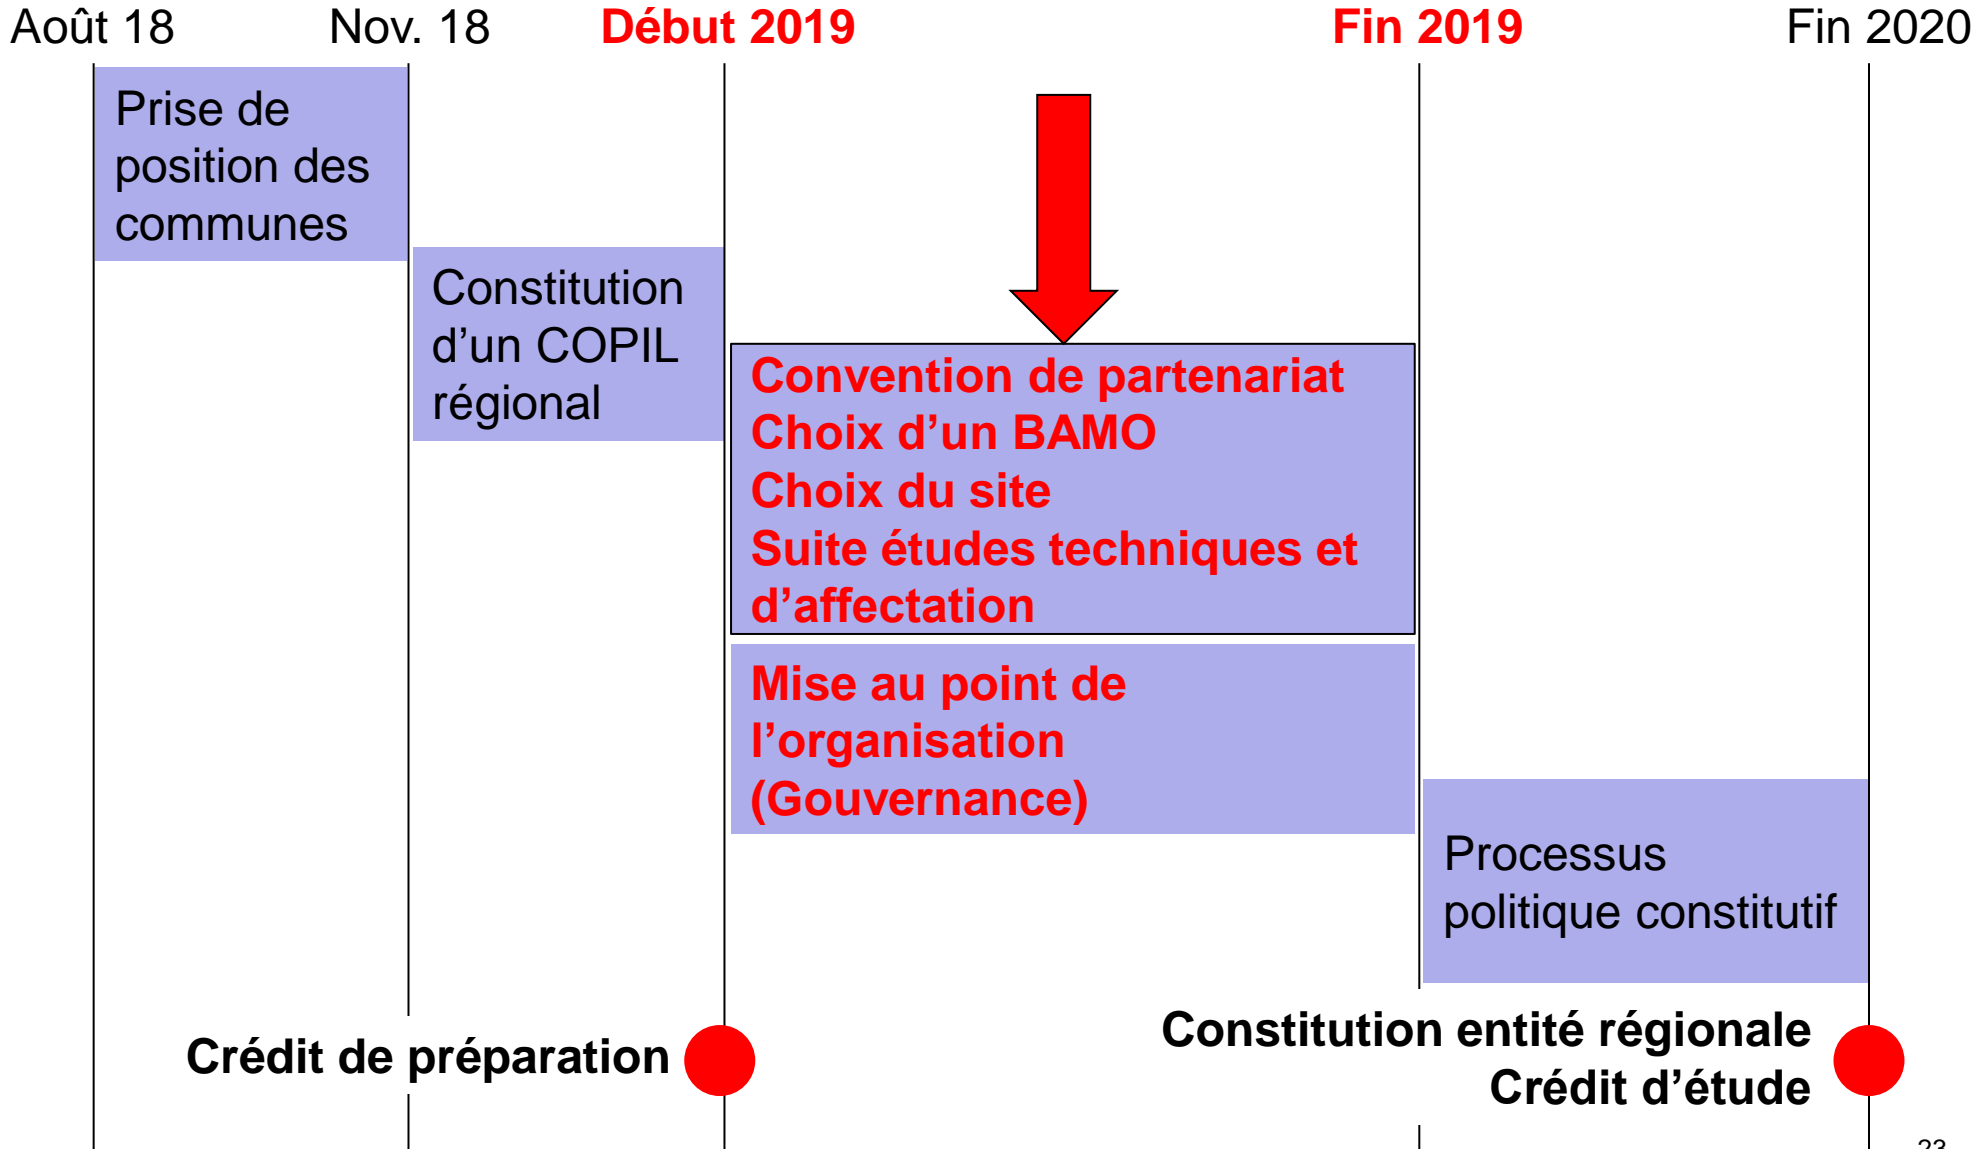 Août 18
Nov. 18
Début 2019
Fin 2019
Fin 2020
Prise de
position des
communes
Constitution
d’un COPIL
régional
Convention de partenariat
Choix d’un BAMO
Choix du site
Suite études techniques et
d’affectation
Mise au point de
l’organisation
(Gouvernance)
Processus
politique constitutif
Crédit de préparation
Constitution entité régionale
Crédit d’étude
23